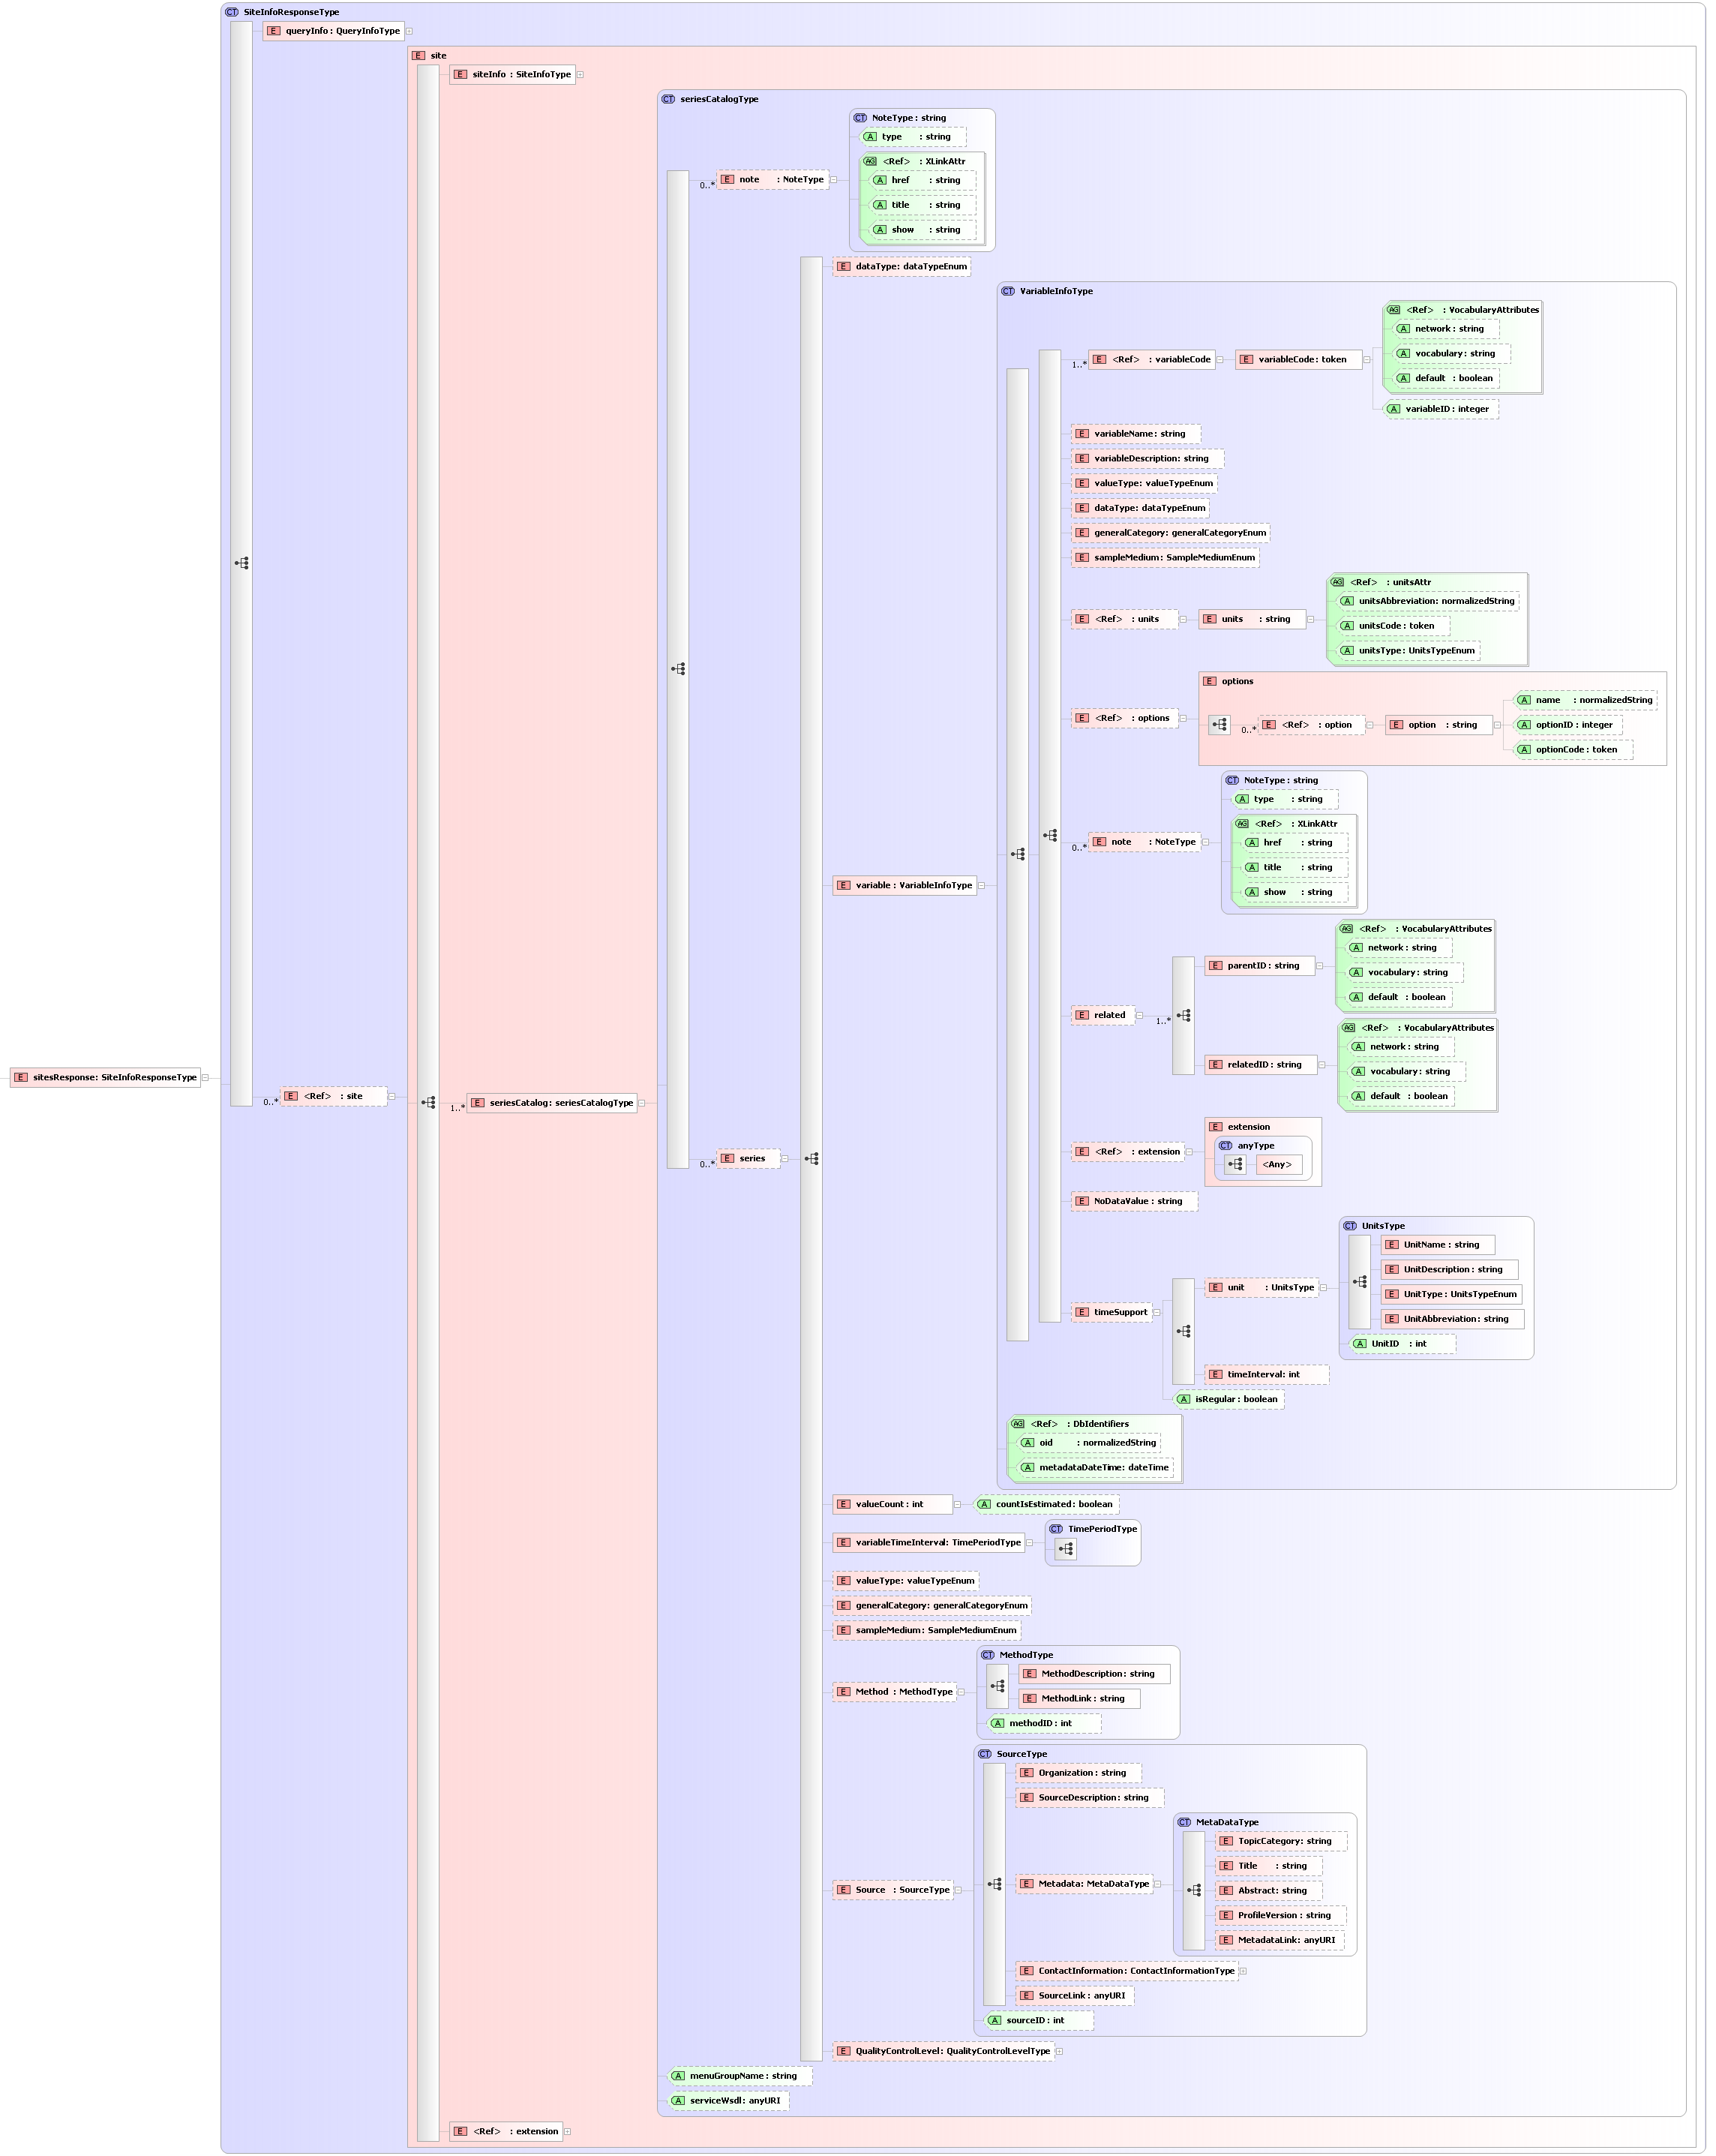 CT SiteInfoResponseType
E queryInfo : QueryInfoType
E site
E siteInfo : SiteInfoType
CT seriesCatalogType
CT NoteType : string
A type : string
AG <Ref> : XLinkAttr
0..* E note : NoteType
A href : string
A title : string
A show : string
E dataType: dataTypeEnum
CT VariableInfoType
AG <Ref> : VocabularyAttributes
A network : string
A vocabulary : string
1..* E <Ref> : variableCode E variableCode: token
A default : boolean
A variableID : integer
E variableName: string
E variableDescription: string
E valueType: valueTypeEnum
E dataType: dataTypeEnum
E generalCategory: generalCategoryEnum
E sampleMedium: SampleMediumEnum
AG <Ref> : unitsAttr
A unitsAbbreviation: normalizedString
E <Ref> : units E units : string
A unitsCode : token
A unitsType: UnitsTypeEnum
E options
A name : normalizedString
E <Ref> : options
0..* E <Ref> : option E option : string
A optionID : integer
A optionCode : token
CT NoteType : string
A type : string
AG <Ref> : XLinkAttr
0..* E note : NoteType
A href : string
A title : string
A show : string
E variable : VariableInfoType
AG <Ref> : VocabularyAttributes
A network : string
E parentID : string
A vocabulary : string
A default : boolean
E related
1..*
AG <Ref> : VocabularyAttributes
A network : string
E relatedID : string
A vocabulary : string
A default : boolean
E sitesResponse: SiteInfoResponseType
0..* E <Ref> : site
1..* E seriesCatalog: seriesCatalogType
E extension
CT anyType
E <Ref> : extension
<Any>
0..* E series
E NoDataValue : string
CT UnitsType
E UnitName : string
E UnitDescription : string
E unit : UnitsType
E UnitType : UnitsTypeEnum
E timeSupport
E UnitAbbreviation: string
A UnitID : int
E timeInterval: int
A isRegular : boolean
AG <Ref> : DbIdentifiers
A oid : normalizedString
A metadataDateTime: dateTime
E valueCount : int A countIsEstimated : boolean
CT TimePeriodType
E variableTimeInterval: TimePeriodType
E valueType: valueTypeEnum
E generalCategory: generalCategoryEnum
E sampleMedium : SampleMediumEnum
CT MethodType
E MethodDescription: string
E Method : MethodType
E MethodLink : string
A methodID : int
CT SourceType
E Organization : string
E SourceDescription : string
CT MetaDataType
E TopicCategory: string
E Title : string
E Source : SourceType
E Metadata: MetaDataType
E Abstract: string
E ProfileVersion : string
E MetadataLink: anyURI
E ContactInformation: ContactInformationType
E SourceLink : anyURI
A sourceID : int
E QualityControlLevel: QualityControlLevelType
A menuGroupName : string
A serviceWsdl: anyURI
E <Ref> : extension